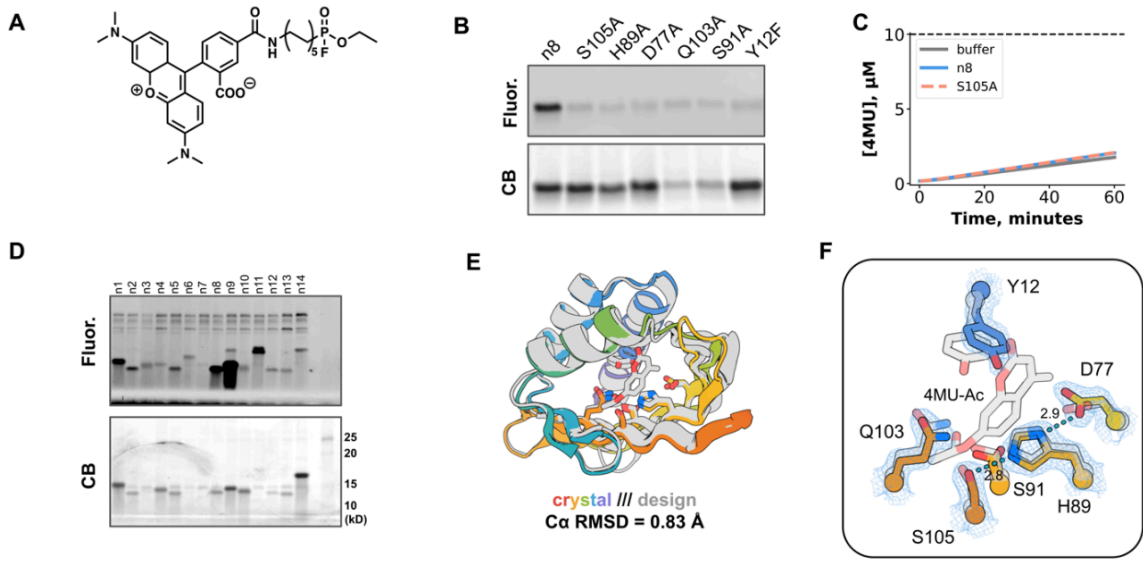 A
N
O
N
⊕
O
N
H
5
P
O
F
O
COO⊖
B
n8
S105A
H89A
D77A
Q103A
S91A
Y12F
Fluor.
CB
C
[4MU], µM
10
5
0
buffer
n8
S105A
0
20
40
60
Time, minutes
D
n1
n2
n3
n4
n5
n6
n7
n8
n9
n10
n11
n12
n13
n14
Fluor.
CB
25
20
15
10
(kD)
E
crystal /// design
Cα RMSD = 0.83 Å
F
Y12
D77
4MU-Ac
2.9
Q103
2.8
S91
H89
S105